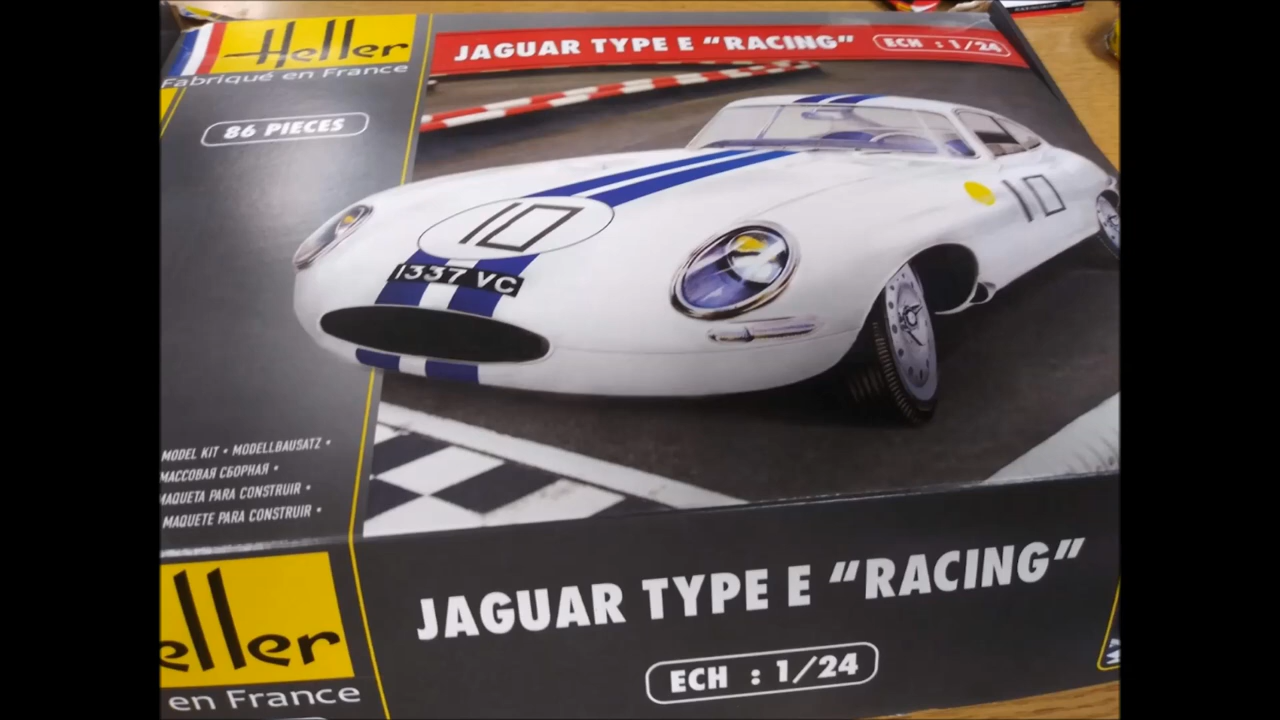 Heller
Fabriqué en France
JAGUAR TYPE E “RACING”
ECH : 1/24
86 PIECES
10
10
1337 VC
MODEL KIT • MODELLBAUSATZ •
МАССОВАЯ СБОРНАЯ •
MAQUETA PARA CONSTRUIR •
MAQUETE PARA CONSTRUIR •
eller
en France
JAGUAR TYPE E “RACING”
ECH : 1/24